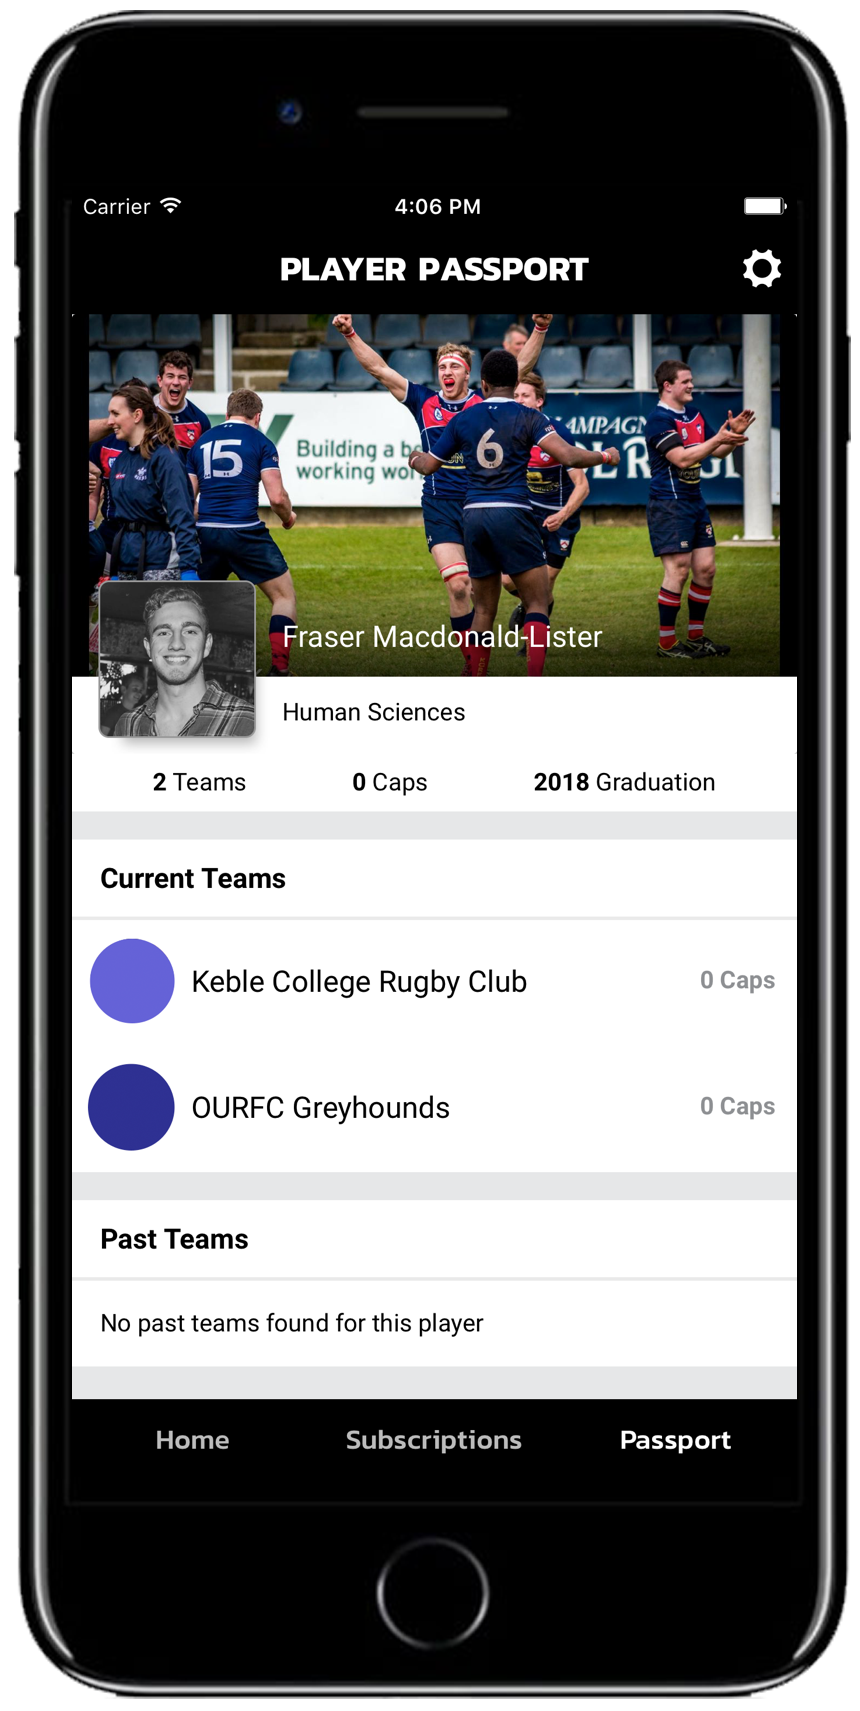 Carrier 4:06 PM
PLAYER PASSPORT
15
6
Building a
working
Fraser Macdonald-Lister
Human Sciences
2 Teams 0 Caps 2018 Graduation
Current Teams
Keble College Rugby Club 0 Caps
OURFC Greyhounds 0 Caps
Past Teams
No past teams found for this player
Home Subscriptions Passport